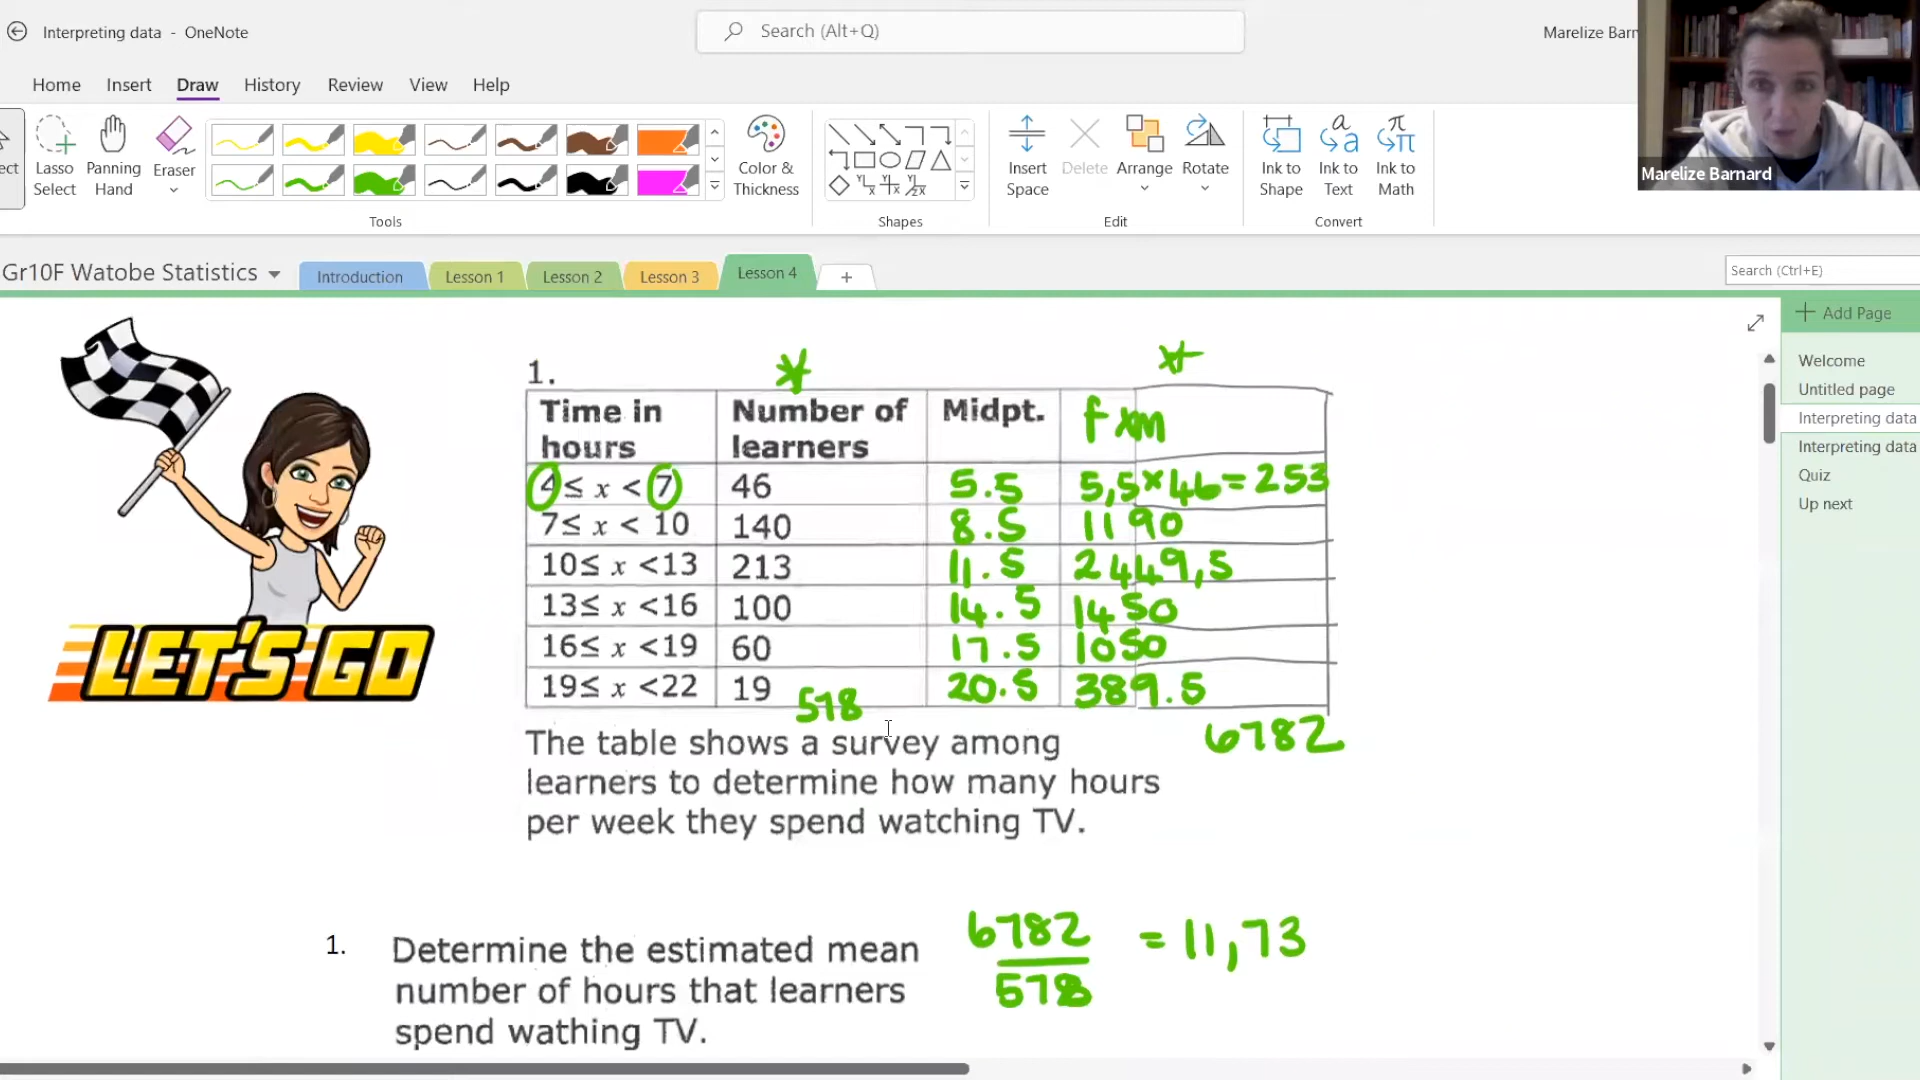 Interpreting data - OneNote
Search (Alt+Q)
Marelize Barn
Home Insert Draw History Review View Help
ect
Lasso Select
Panning Hand
Eraser
Color & Thickness
Insert Space
Delete
Arrange
Rotate
Ink to Shape
Ink to Text
Ink to Math
Marelize Barnard
Tools Shapes Edit Convert
Gr10F Watobe Statistics Introduction Lesson 1 Lesson 2 Lesson 3 Lesson 4 +
Search (Ctrl+E)
Add Page
Welcome
Untitled page
Interpreting data
Interpreting data
Quiz
Up next
LET'S GO
1.
Time in hours Number of learners Midpt. f xm
4≤ x < 7 46 5.5 5,5×46=253
7≤ x < 10 140 8.5 1190
10≤ x <13 213 11.5 2449,5
13≤ x <16 100 14.5 1450
16≤ x <19 60 17.5 1050
19≤ x <22 19 20.5 389.5
578
6782
The table shows a survey among
learners to determine how many hours
per week they spend watching TV.
1. Determine the estimated mean
number of hours that learners
spend wathing TV.
6782
578
= 11,73